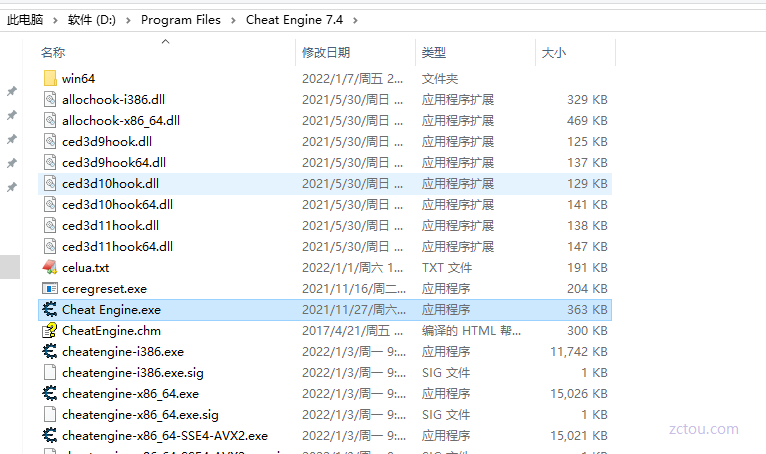 此电脑 › 软件 (D:) › Program Files › Cheat Engine 7.4 ›
名称 修改日期 类型 大小
win64 2022/1/7/周五 2... 文件夹
allochook-i386.dll 2021/5/30/周日 ... 应用程序扩展 329 KB
allochook-x86_64.dll 2021/5/30/周日 ... 应用程序扩展 469 KB
ced3d9hook.dll 2021/5/30/周日 ... 应用程序扩展 125 KB
ced3d9hook64.dll 2021/5/30/周日 ... 应用程序扩展 137 KB
ced3d10hook.dll 2021/5/30/周日 ... 应用程序扩展 129 KB
ced3d10hook64.dll 2021/5/30/周日 ... 应用程序扩展 141 KB
ced3d11hook.dll 2021/5/30/周日 ... 应用程序扩展 138 KB
ced3d11hook64.dll 2021/5/30/周日 ... 应用程序扩展 147 KB
celua.txt 2022/1/1/周六 1... TXT 文件 191 KB
ceregreset.exe 2021/11/16/周二... 应用程序 204 KB
Cheat Engine.exe 2021/11/27/周六... 应用程序 363 KB
CheatEngine.chm 2017/4/21/周五 ... 编译的 HTML 帮... 300 KB
cheatengine-i386.exe 2022/1/3/周一 9:... 应用程序 11,742 KB
cheatengine-i386.exe.sig 2022/1/3/周一 9:... SIG 文件 1 KB
cheatengine-x86_64.exe 2022/1/3/周一 9:... 应用程序 15,026 KB
cheatengine-x86_64.exe.sig 2022/1/3/周一 9:... SIG 文件 1 KB
cheatengine-x86_64-SSE4-AVX2.exe 2022/1/3/周一 9:... 应用程序 15,021 KB
zctou.com